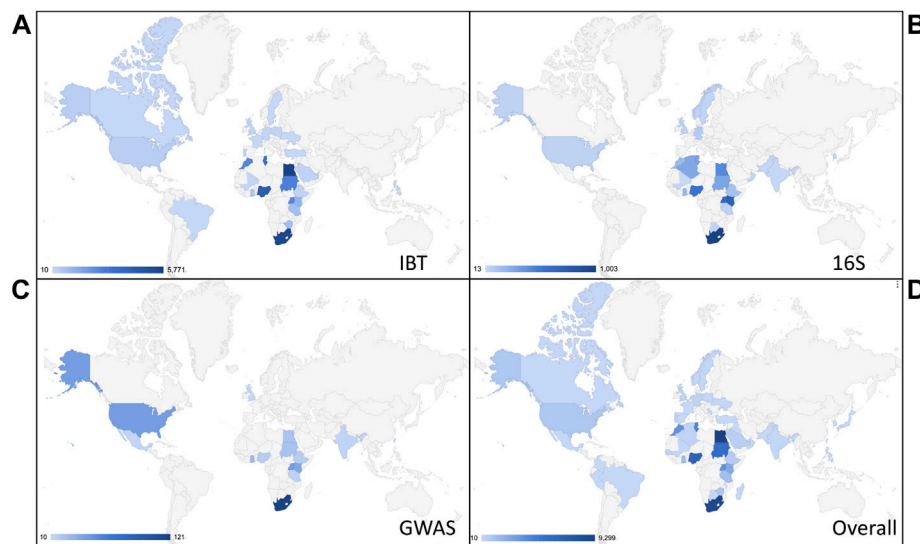 A
B
10
5,771
IBT
13
1,003
16S
C
D
10
121
GWAS
10
9,299
Overall